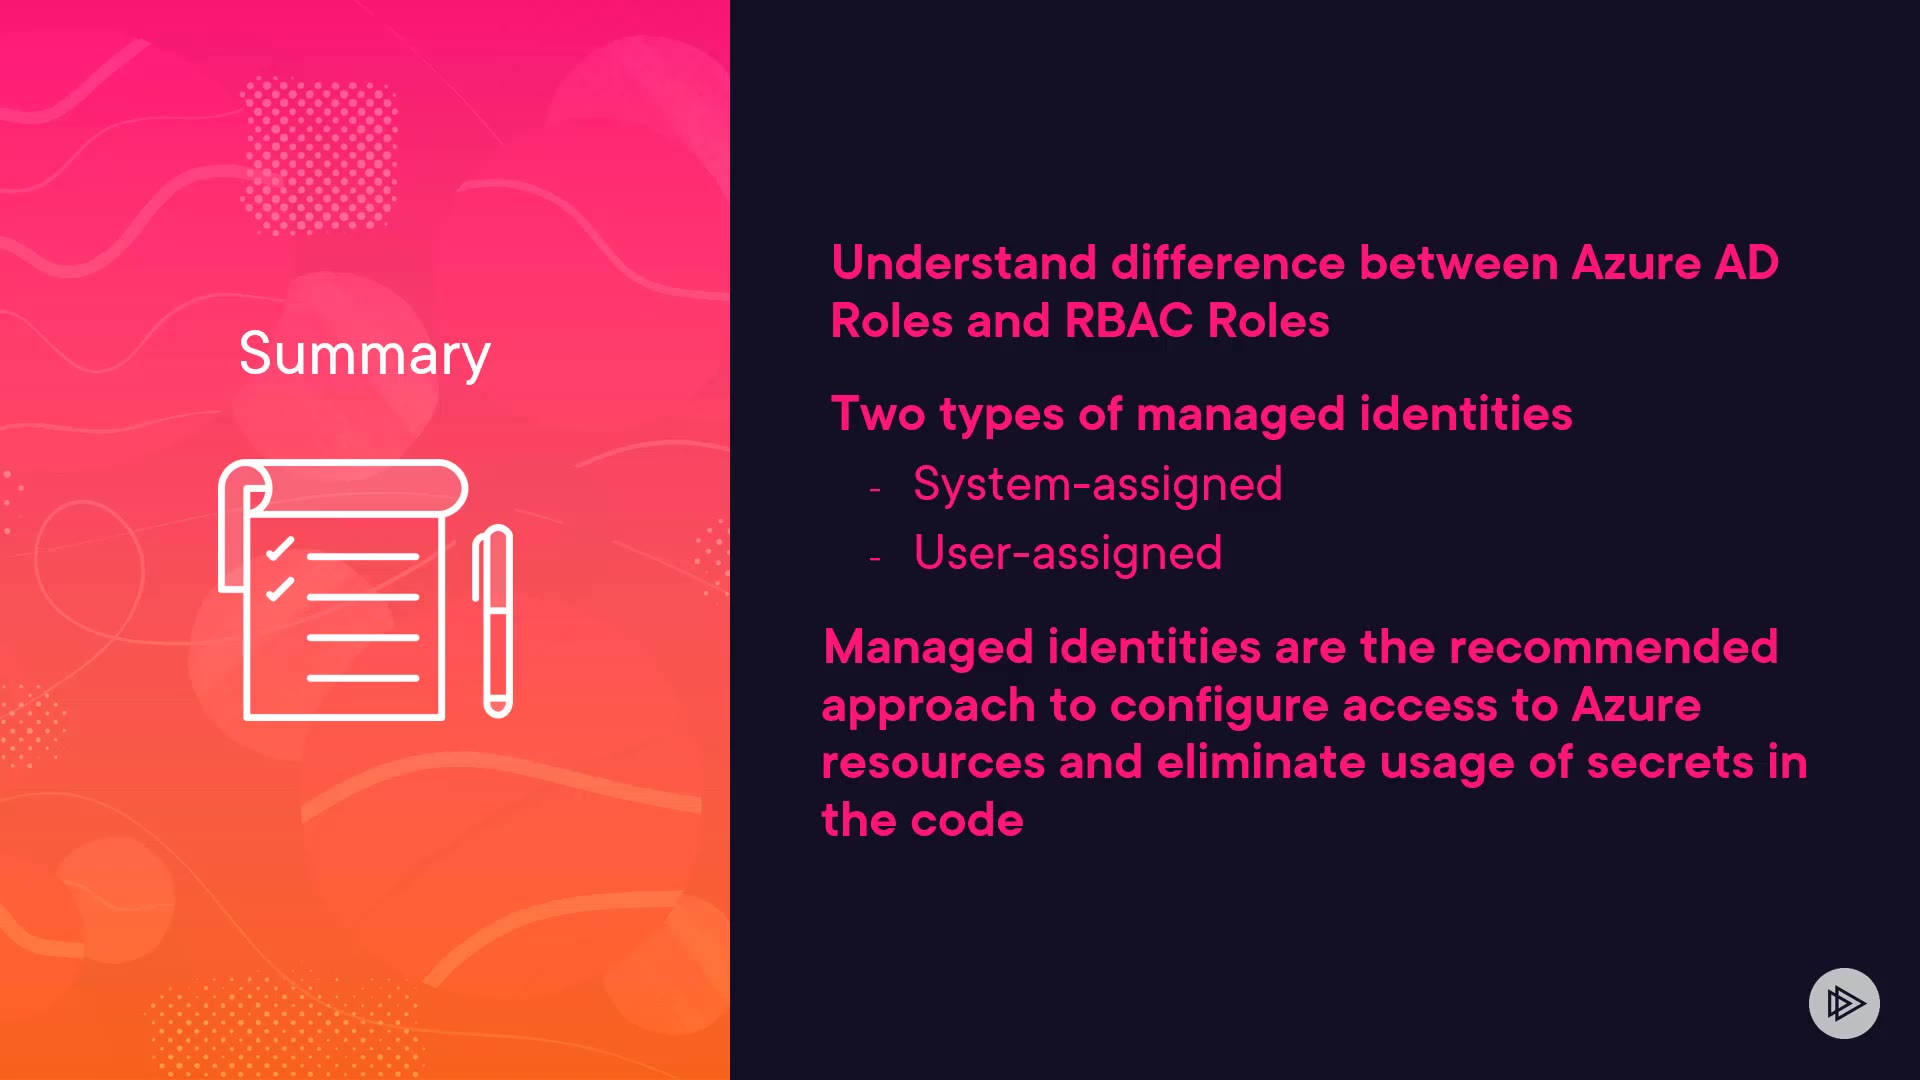 Summary
Understand difference between Azure AD
Roles and RBAC Roles
Two types of managed identities
- System-assigned
- User-assigned
Managed identities are the recommended
approach to configure access to Azure
resources and eliminate usage of secrets in
the code